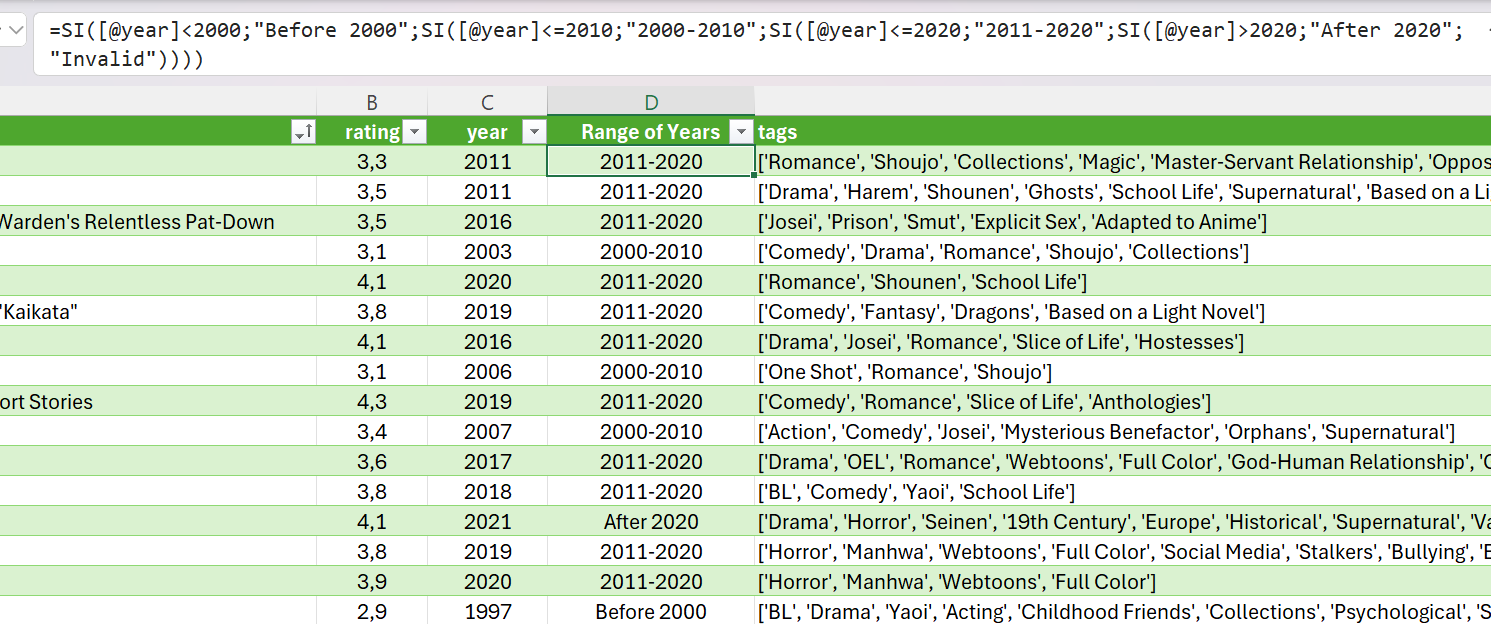 =SI([@year]<2000;"Before 2000";SI([@year]<=2010;"2000-2010";SI([@year]<=2020;"2011-2020";SI([@year]>2020;"After 2020";
"Invalid"))))
B C D
rating year Range of Years tags
3,3 2011 2011-2020 ['Romance', 'Shoujo', 'Collections', 'Magic', 'Master-Servant Relationship', 'Oppos
3,5 2011 2011-2020 ['Drama', 'Harem', 'Shounen', 'Ghosts', 'School Life', 'Supernatural', 'Based on a Li
Warden's Relentless Pat-Down 3,5 2016 2011-2020 ['Josei', 'Prison', 'Smut', 'Explicit Sex', 'Adapted to Anime']
3,1 2003 2000-2010 ['Comedy', 'Drama', 'Romance', 'Shoujo', 'Collections']
4,1 2020 2011-2020 ['Romance', 'Shounen', 'School Life']
"Kaikata" 3,8 2019 2011-2020 ['Comedy', 'Fantasy', 'Dragons', 'Based on a Light Novel']
4,1 2016 2011-2020 ['Drama', 'Josei', 'Romance', 'Slice of Life', 'Hostesses']
3,1 2006 2000-2010 ['One Shot', 'Romance', 'Shoujo']
ort Stories 4,3 2019 2011-2020 ['Comedy', 'Romance', 'Slice of Life', 'Anthologies']
3,4 2007 2000-2010 ['Action', 'Comedy', 'Josei', 'Mysterious Benefactor', 'Orphans', 'Supernatural']
3,6 2017 2011-2020 ['Drama', 'OEL', 'Romance', 'Webtoons', 'Full Color', 'God-Human Relationship',
3,8 2018 2011-2020 ['BL', 'Comedy', 'Yaoi', 'School Life']
4,1 2021 After 2020 ['Drama', 'Horror', 'Seinen', '19th Century', 'Europe', 'Historical', 'Supernatural',
3,8 2019 2011-2020 ['Horror', 'Manhwa', 'Webtoons', 'Full Color', 'Social Media', 'Stalkers', 'Bullying',
3,9 2020 2011-2020 ['Horror', 'Manhwa', 'Webtoons', 'Full Color']
2,9 1997 Before 2000 ['BL', 'Drama', 'Yaoi', 'Acting', 'Childhood Friends', 'Collections', 'Psychological',